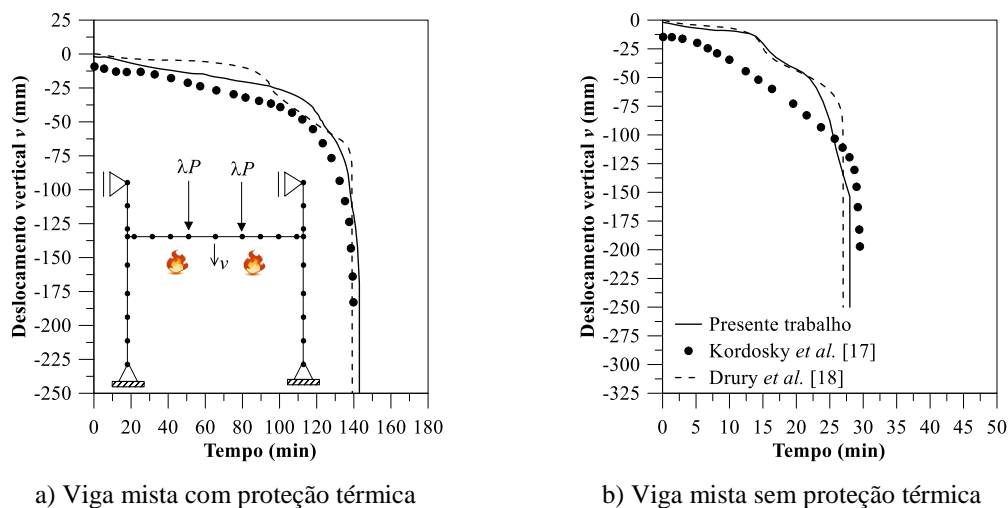 25
0
-25
-50
-75
-100
-125
-150
-175
-200
-225
-250
Deslocamento vertical v (mm)
λP
λP
v
0 20 40 60 80 100 120 140 160 180
Tempo (min)
a) Viga mista com proteção térmica
0
-25
-50
-75
-100
-125
-150
-175
-200
-225
-250
-275
-300
-325
Deslocamento vertical v (mm)
Presente trabalho
Kordosky et al. [17]
Drury et al. [18]
0 5 10 15 20 25 30 35 40 45 50
Tempo (min)
b) Viga mista sem proteção térmica